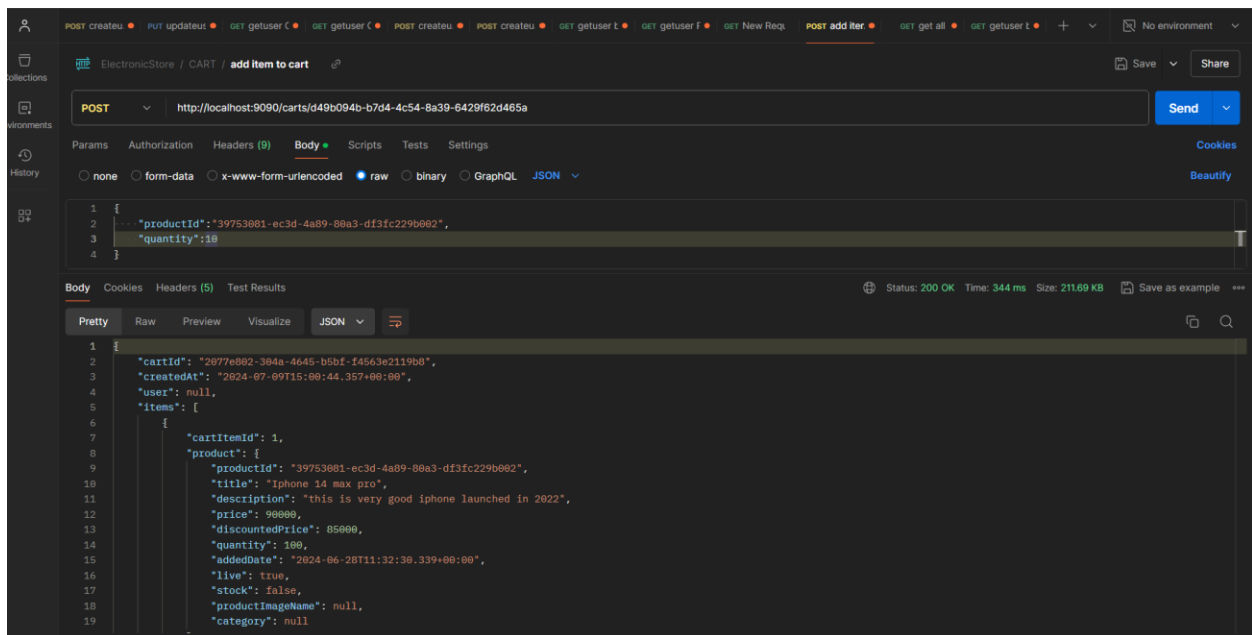 POST createu. PUT updateus GET getuser C GET getuser C POST createu. POST createu. GET getuser b GET getuser F GET New Requ POST add iter. GET get all GET getuser b No environment
Collections
ElectronicStore / CART / add item to cart Save Share
POST http://localhost:9090/carts/d49b094b-b7d4-4c54-8a39-6429f62d465a Send
vironments
Params Authorization Headers (9) Body Scripts Tests Settings Cookies
History
none form-data x-www-form-urlencoded raw binary GraphQL JSON Beautify
1 {
2 "productId":"39753081-ec3d-4a89-80a3-df3fc229b002",
3 "quantity":10
4 }
Body Cookies Headers (5) Test Results Status: 200 OK Time: 344 ms Size: 211.69 KB Save as example
Pretty Raw Preview Visualize JSON
1 {
2 "cartId": "2077e802-304a-4645-b5bf-f4563e2119b8",
3 "createdAt": "2024-07-09T15:00:44.357+00:00",
4 "user": null,
5 "items": [
6 {
7 "cartItemId": 1,
8 "product": {
9 "productId": "39753081-ec3d-4a89-80a3-df3fc229b002",
10 "title": "Iphone 14 max pro",
11 "description": "this is very good iphone launched in 2022",
12 "price": 90000,
13 "discountedPrice": 85000,
14 "quantity": 100,
15 "addedDate": "2024-06-28T11:32:30.339+00:00",
16 "live": true,
17 "stock": false,
18 "productImageName": null,
19 "category": null